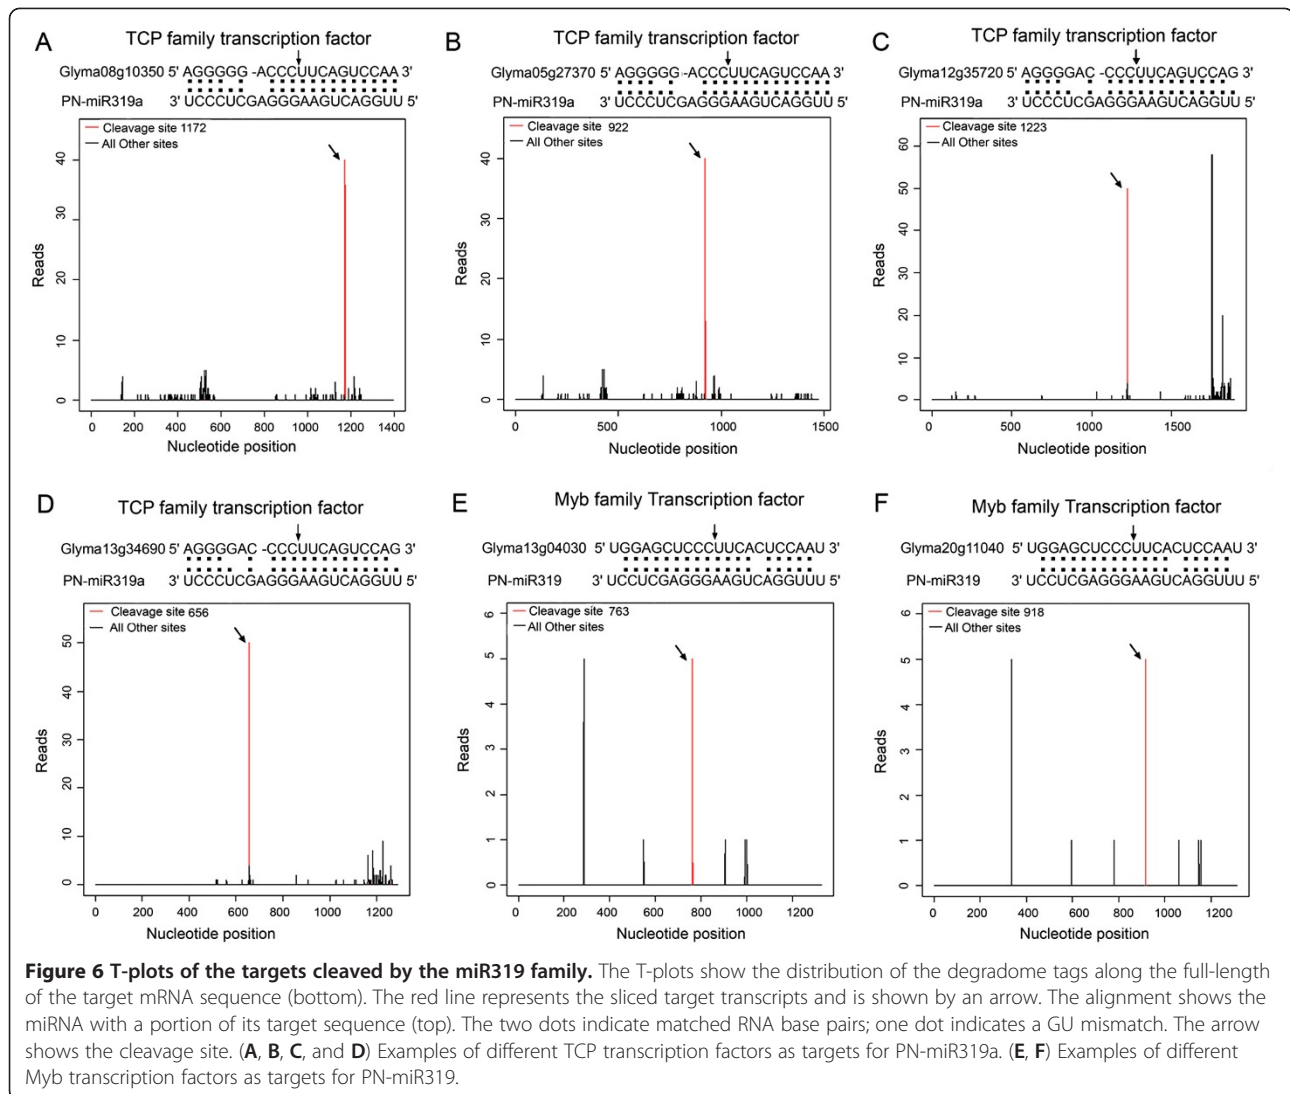 A
TCP family transcription factor
Glyma08g10350 5' AGGGGG -ACCCUUCAGUCCAA 3'
PN-miR319a 3' UCCCUCGAGGGAAGUCAGGUU 5'
Cleavage site 1172
All Other sites
Reads
0 10 20 30 40
0 200 400 600 800 1000 1200 1400
Nucleotide position
B
TCP family transcription factor
Glyma05g27370 5' AGGGGG -ACCCUUCAGUCCAA 3'
PN-miR319a 3' UCCCUCGAGGGAAGUCAGGUU 5'
Cleavage site 922
All Other sites
Reads
0 10 20 30 40
0 500 1000 1500
Nucleotide position
C
TCP family transcription factor
Glyma12g35720 5' AGGGGAC -CCCUUCAGUCCAG 3'
PN-miR319a 3' UCCCUCGAGGGAAGUCAGGUU 5'
Cleavage site 1223
All Other sites
Reads
0 10 20 30 40 50 60
0 500 1000 1500
Nucleotide position
D
TCP family transcription factor
Glyma13g34690 5' AGGGGAC -CCCUUCAGUCCAG 3'
PN-miR319a 3' UCCCUCGAGGGAAGUCAGGUU 5'
Cleavage site 656
All Other sites
Reads
0 10 20 30 40 50
0 200 400 600 800 1000 1200
Nucleotide position
E
Myb family Transcription factor
Glyma13g04030 5' UGGAGCUCCCUUCACUCCAAU 3'
PN-miR319 3' UCCUCGAGGGAAGUCAGGUUU 5'
Cleavage site 763
All Other sites
Reads
0 1 2 3 4 5 6
0 200 400 600 800 1000 1200
Nucleotide position
F
Myb family Transcription factor
Glyma20g11040 5' UGGAGCUCCCUUCACUCCAAU 3'
PN-miR319 3' UCCUCGAGGGAAGUCAGGUUU 5'
Cleavage site 918
All Other sites
Reads
0 1 2 3 4 5 6
0 200 400 600 800 1000 1200
Nucleotide position
Figure 6 T-plots of the targets cleaved by the miR319 family. The T-plots show the distribution of the degradome tags along the full-length
of the target mRNA sequence (bottom). The red line represents the sliced target transcripts and is shown by an arrow. The alignment shows the
miRNA with a portion of its target sequence (top). The two dots indicate matched RNA base pairs; one dot indicates a GU mismatch. The arrow
shows the cleavage site. (A, B, C, and D) Examples of different TCP transcription factors as targets for PN-miR319a. (E, F) Examples of different
Myb transcription factors as targets for PN-miR319.